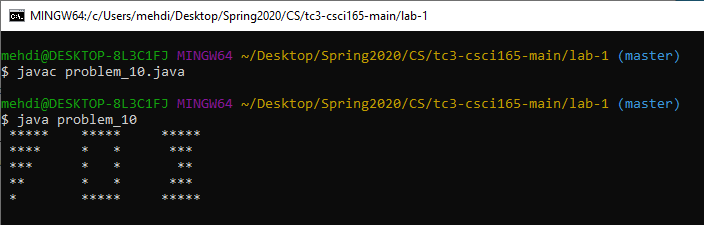 MINGW64:/c/Users/mehdi/Desktop/Spring2020/CS/tc3-csci165-main/lab-1
mehdi@DESKTOP-8L3C1FJ MINGW64 ~/Desktop/Spring2020/CS/tc3-csci165-main/lab-1 (master)
$ javac problem_10.java
mehdi@DESKTOP-8L3C1FJ MINGW64 ~/Desktop/Spring2020/CS/tc3-csci165-main/lab-1 (master)
$ java problem_10
 *****    *****     *****
 ****     *   *      ***
 ***      *   *       **
 **       *   *      ***
 *        *****     *****